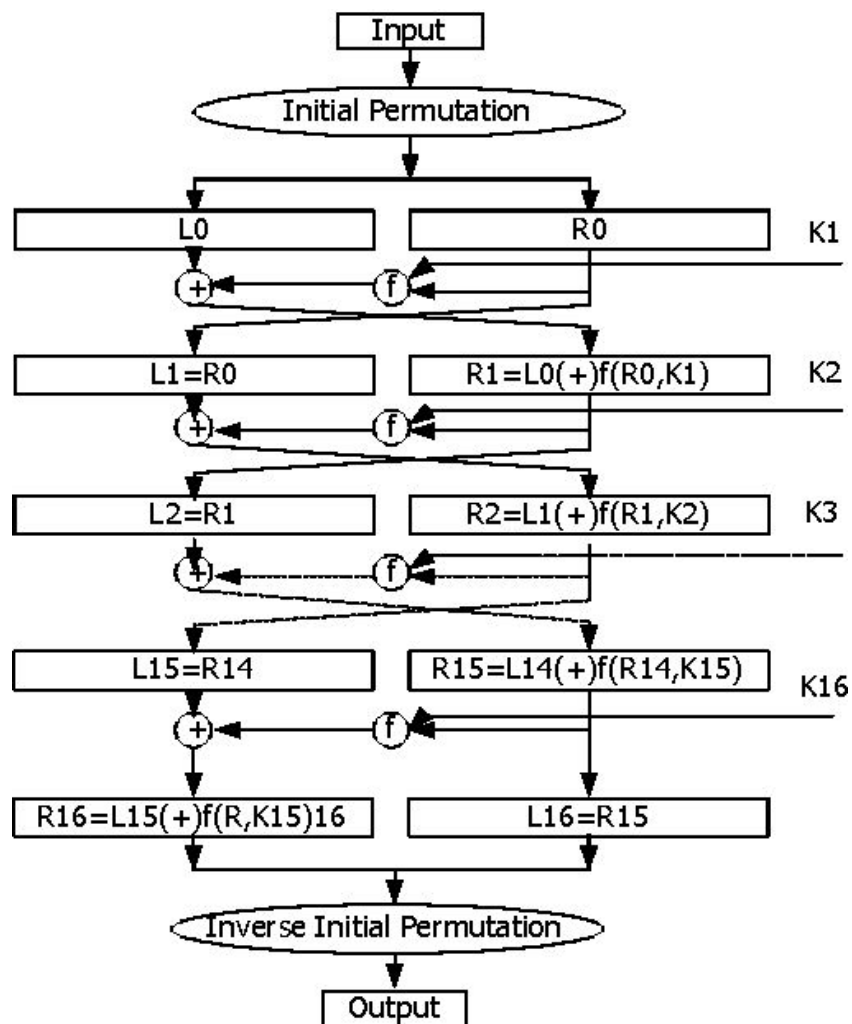 Input
Initial Permutation
L0
R0
K1
+
f
L1=R0
R1=L0(+)f(R0,K1)
K2
+
f
L2=R1
R2=L1(+)f(R1,K2)
K3
+
f
L15=R14
R15=L14(+)f(R14,K15)
K16
+
f
R16=L15(+)f(R,K15)16
L16=R15
Inverse Initial Permutation
Output